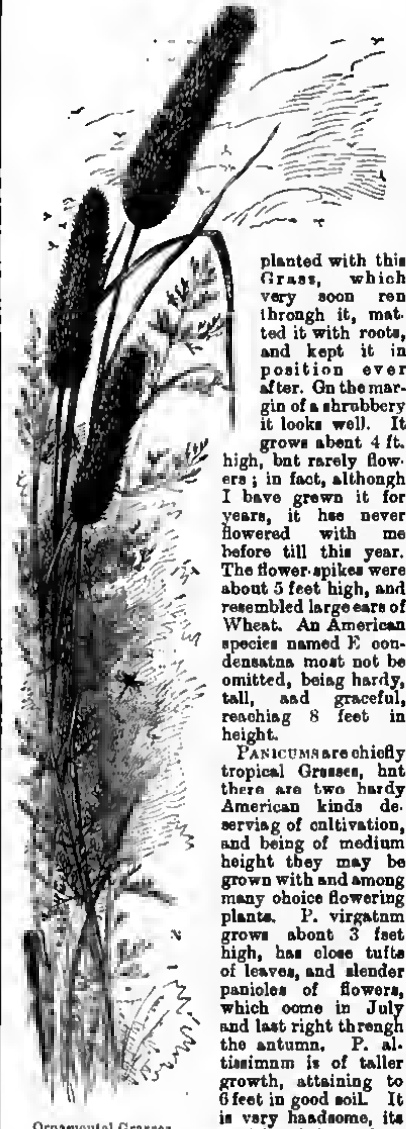 planted with this
Grass, which
very soon ran
through it, mat-
ted it with roots,
and kept it in
position ever
after. On the mar-
gin of a shrubbery
it looks well. It
grows about 4 ft.
high, but rarely flow-
ers; in fact, although
I have grown it for
years, it has never
flowered with me
before till this year.
The flower-spikes were
about 5 feet high, and
resembled large ears of
Wheat. An American
species named E con-
densatus must not be
omitted, being hardy,
tall, and graceful,
reaching 8 feet in
height.
PANICUMS are chiefly
tropical Grasses, but
there are two hardy
American kinds de-
serving of cultivation,
and being of medium
height they may be
grown with and among
many choice flowering
plants. P. virgatum
grows about 3 feet
high, has close tufts
of leaves, and slender
panicles of flowers,
which come in July
and last right through
the autumn. P. al-
tissimum is of taller
growth, attaining to
6 feet in good soil. It
is very handsome, its
Ornamental Grasses